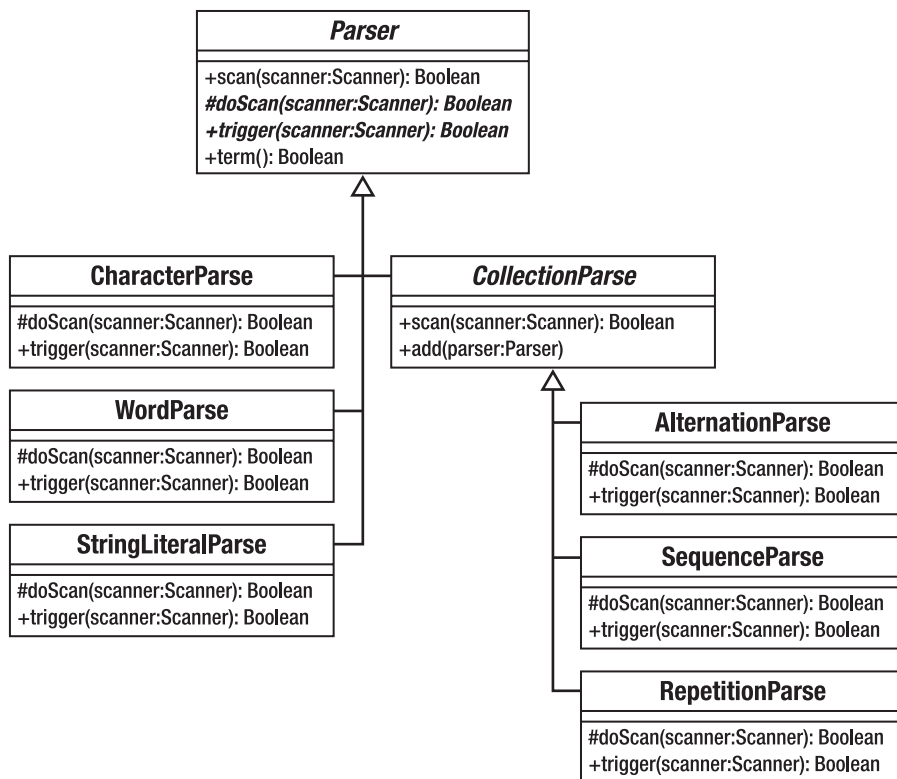 Parser
+scan(scanner:Scanner): Boolean
#doScan(scanner:Scanner): Boolean
+trigger(scanner:Scanner): Boolean
+term(): Boolean
CharacterParse
#doScan(scanner:Scanner): Boolean
+trigger(scanner:Scanner): Boolean
CollectionParse
+scan(scanner:Scanner): Boolean
+add(parser:Parser)
WordParse
#doScan(scanner:Scanner): Boolean
+trigger(scanner:Scanner): Boolean
AlternationParse
#doScan(scanner:Scanner): Boolean
+trigger(scanner:Scanner): Boolean
StringLiteralParse
#doScan(scanner:Scanner): Boolean
+trigger(scanner:Scanner): Boolean
SequenceParse
#doScan(scanner:Scanner): Boolean
+trigger(scanner:Scanner): Boolean
RepetitionParse
#doScan(scanner:Scanner): Boolean
+trigger(scanner:Scanner): Boolean